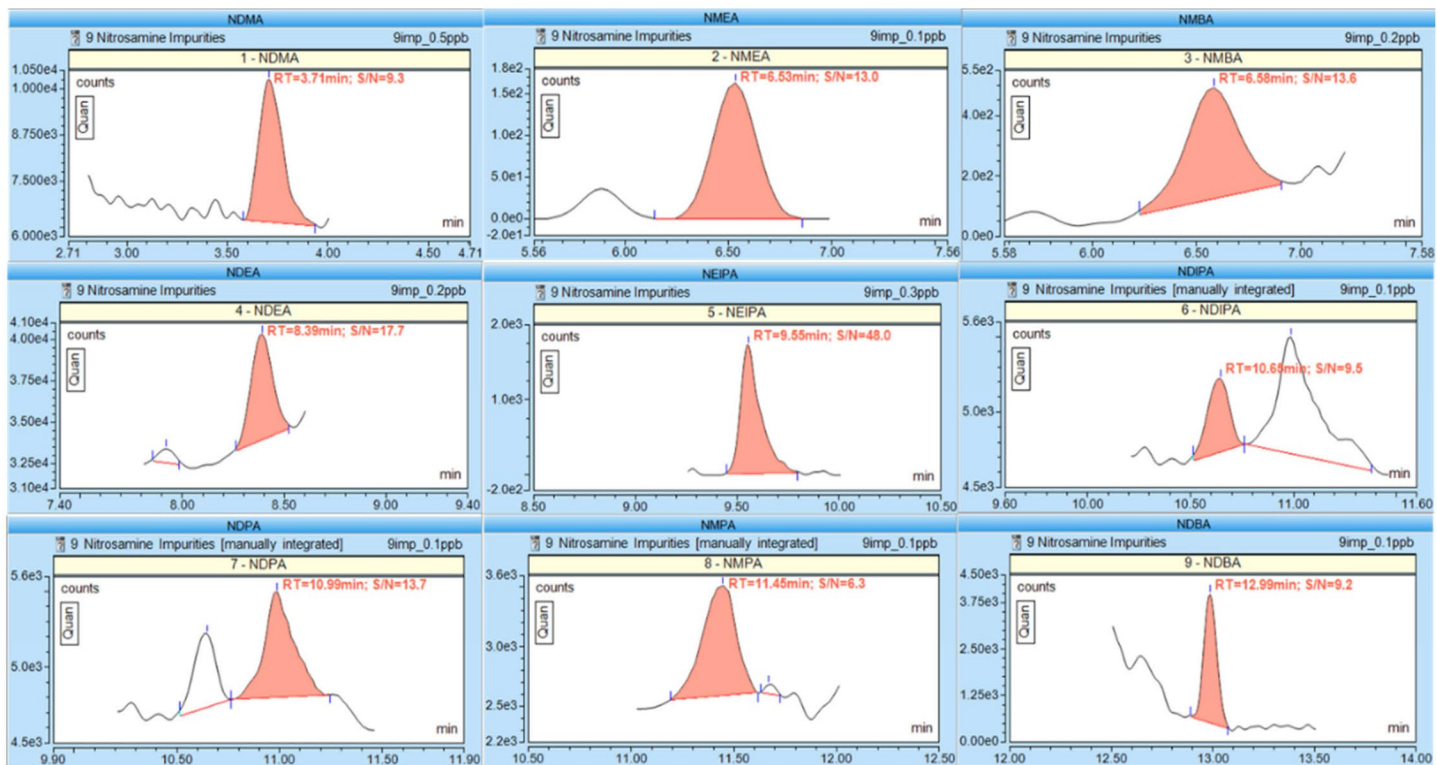 NDMA
9 Nitrosamine Impurities 9imp_0.5ppb
1 - NDMA
1.050e4
1.000e4
8.750e3
7.500e3
6.000e3
counts
Quan
RT=3.71min; S/N=9.3
min
2.71 3.00 3.50 4.00 4.50 4.71
NMEA
9 Nitrosamine Impurities 9imp_0.1ppb
2 - NMEA
1.8e2
1.5e2
1.0e2
5.0e1
0.0e0
-2.0e1
counts
Quan
RT=6.53min; S/N=13.0
min
5.56 6.00 6.50 7.00 7.56
NMBA
9 Nitrosamine Impurities 9imp_0.2ppb
3 - NMBA
5.5e2
4.0e2
2.0e2
0.0e0
counts
Quan
RT=6.58min; S/N=13.6
min
5.58 6.00 6.50 7.00 7.58
NDEA
9 Nitrosamine Impurities 9imp_0.2ppb
4 - NDEA
4.10e4
4.00e4
3.75e4
3.50e4
3.25e4
3.10e4
counts
Quan
RT=8.39min; S/N=17.7
min
7.40 8.00 8.50 9.00 9.40
NEIPA
9 Nitrosamine Impurities 9imp_0.3ppb
5 - NEIPA
2.0e3
1.0e3
-2.0e2
counts
Quan
RT=9.55min; S/N=48.0
min
8.50 9.00 9.50 10.00 10.50
NDIPA
9 Nitrosamine Impurities [manually integrated] 9imp_0.1ppb
6 - NDIPA
5.6e3
5.0e3
4.5e3
counts
Quan
RT=10.65min; S/N=9.5
min
9.60 10.00 10.50 11.00 11.60
NDPA
9 Nitrosamine Impurities [manually integrated] 9imp_0.1ppb
7 - NDPA
5.6e3
5.0e3
4.5e3
counts
Quan
RT=10.99min; S/N=13.7
min
9.90 10.50 11.00 11.50 11.90
NMPA
9 Nitrosamine Impurities [manually integrated] 9imp_0.1ppb
8 - NMPA
3.6e3
3.0e3
2.5e3
2.2e3
counts
Quan
RT=11.45min; S/N=6.3
min
10.50 11.00 11.50 12.00 12.50
NDBA
9 Nitrosamine Impurities 9imp_0.1ppb
9 - NDBA
4.50e3
3.75e3
2.50e3
1.25e3
0.00e0
counts
Quan
RT=12.99min; S/N=9.2
min
12.00 12.50 13.00 13.50 14.00